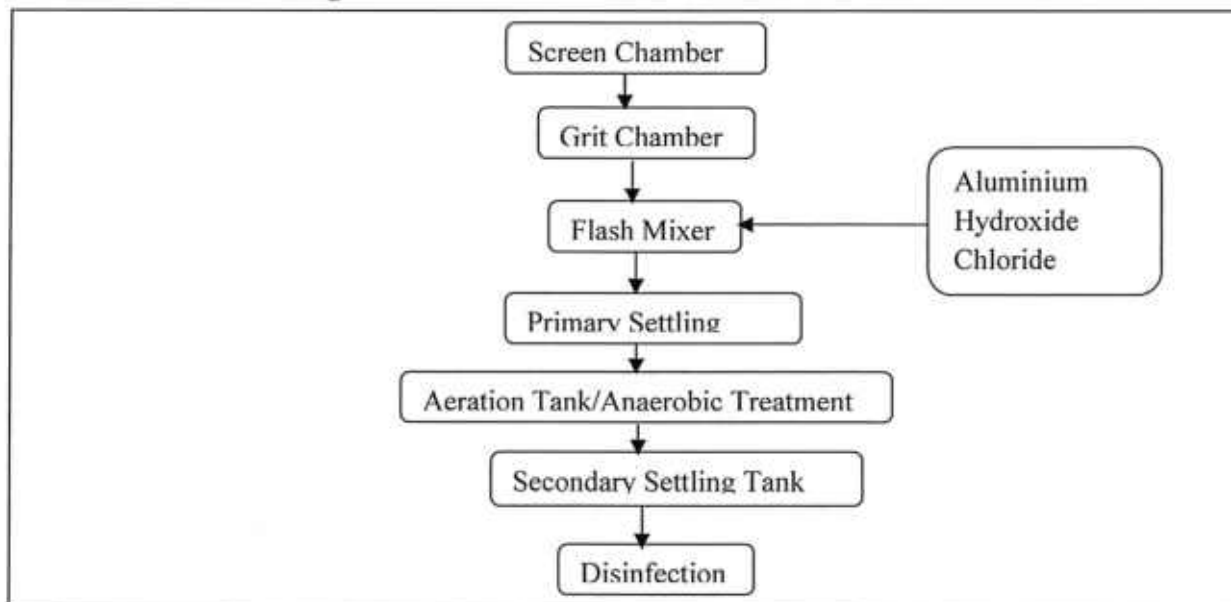 Screen Chamber
Grit Chamber
Aluminium
Hydroxide
Chloride
Flash Mixer
Primary Settling
Aeration Tank/Anaerobic Treatment
Secondary Settling Tank
Disinfection